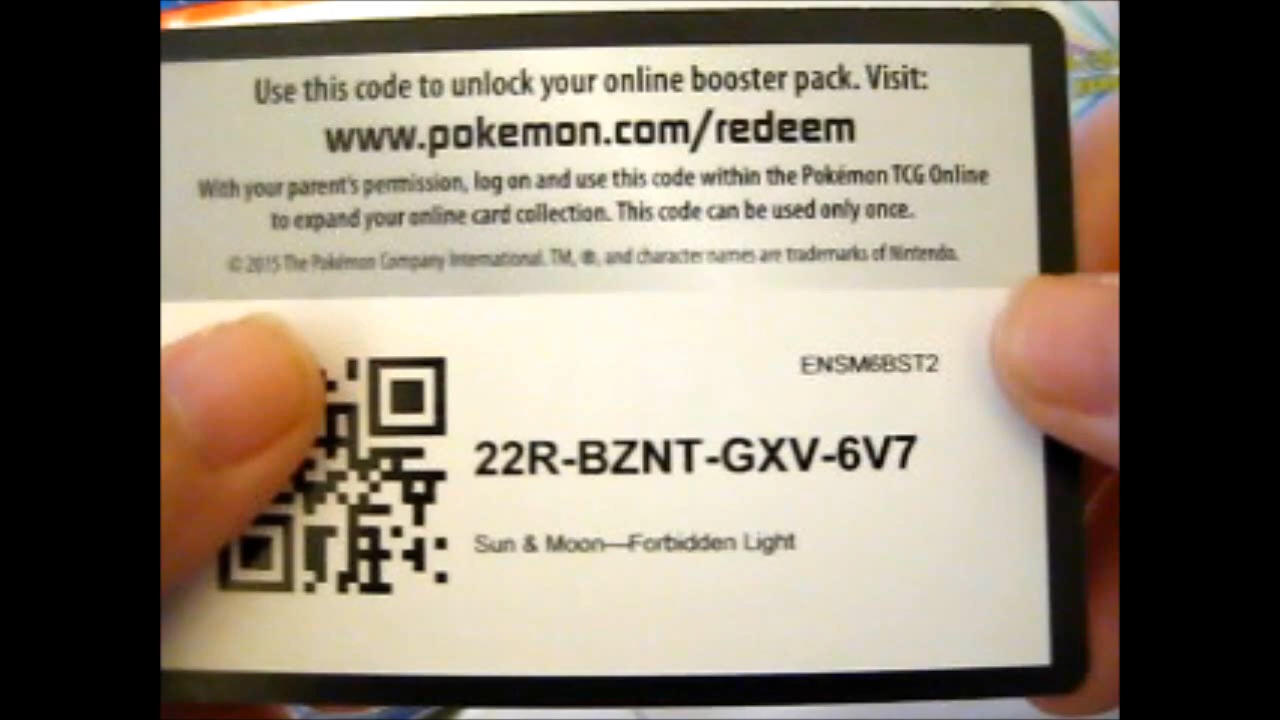 Use this code to unlock your online booster pack. Visit:
www.pokemon.com/redeem
With your parent's permission, log on and use this code within the Pokémon TCG Online
to expand your online card collection. This code can be used only once.
© 2015 The Pokémon Company International. TM, ®, and character names are trademarks of Nintendo.
ENSM6BST2
22R-BZNT-GXV-6V7
Sun & Moon—Forbidden Light